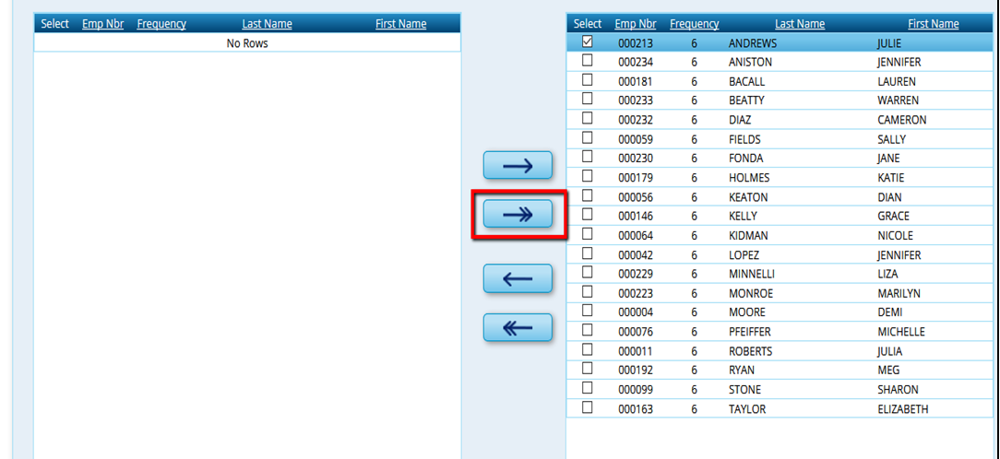 Select Emp Nbr Frequency Last Name First Name
No Rows
Select Emp Nbr Frequency Last Name First Name
000213 6 ANDREWS JULIE
000234 6 ANISTON JENNIFER
000181 6 BACALL LAUREN
000233 6 BEATTY WARREN
000232 6 DIAZ CAMERON
000059 6 FIELDS SALLY
000230 6 FONDA JANE
000179 6 HOLMES KATIE
000056 6 KEATON DIAN
000146 6 KELLY GRACE
000064 6 KIDMAN NICOLE
000042 6 LOPEZ JENNIFER
000229 6 MINNELLI LIZA
000223 6 MONROE MARILYN
000004 6 MOORE DEMI
000076 6 PFEIFFER MICHELLE
000011 6 ROBERTS JULIA
000192 6 RYAN MEG
000099 6 STONE SHARON
000163 6 TAYLOR ELIZABETH